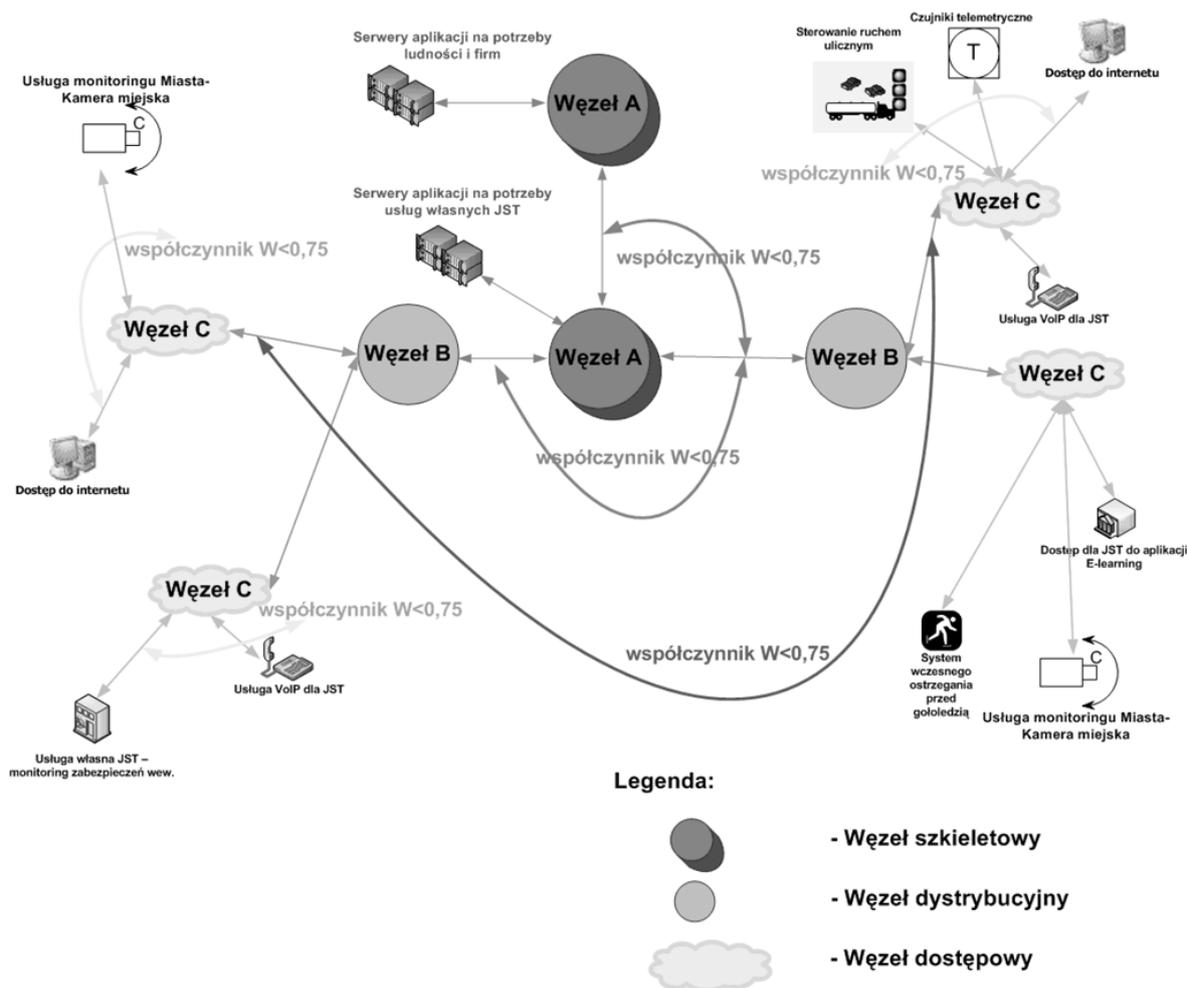 Serwery aplikacji na potrzeby
ludności i firm
Węzeł A
Usługa monitoringu Miasta-
Kamera miejska
C
Sterowanie ruchem
ulicznym
Czujniki telemetryczne
T
Dostęp do internetu
współczynnik W<0,75
Węzeł C
Serwery aplikacji na potrzeby
usług własnych JST
współczynnik W<0,75
współczynnik W<0,75
Usługa VoIP dla JST
Węzeł C
Węzeł B
Węzeł A
Węzeł B
Węzeł C
współczynnik W<0,75
Dostęp do internetu
Dostęp dla JST do aplikacji
E-learning
Węzeł C
współczynnik W<0,75
współczynnik W<0,75
Usługa VoIP dla JST
System
wczesnego
ostrzegania
przed
gołoledzią
C
Usługa monitoringu Miasta-
Kamera miejska
Usługa własna JST –
monitoring zabezpieczeń wew.
Legenda:
- Węzeł szkieletowy
- Węzeł dystrybucyjny
- Węzeł dostępowy